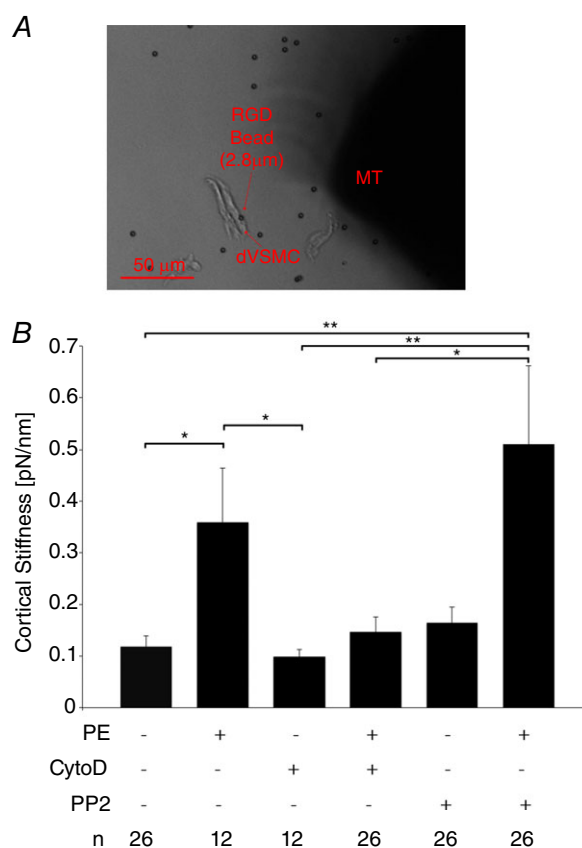 A
RGD
Bead
(2.8μm)
MT
dVSMC
50 μm
B
** 
**
*
*
*
0.7
0.6
0.5
0.4
0.3
0.2
0.1
0
Cortical Stiffness [pN/nm]
PE - + - + - +
CytoD - - + + - -
PP2 - - - - + +
n 26 12 12 26 26 26